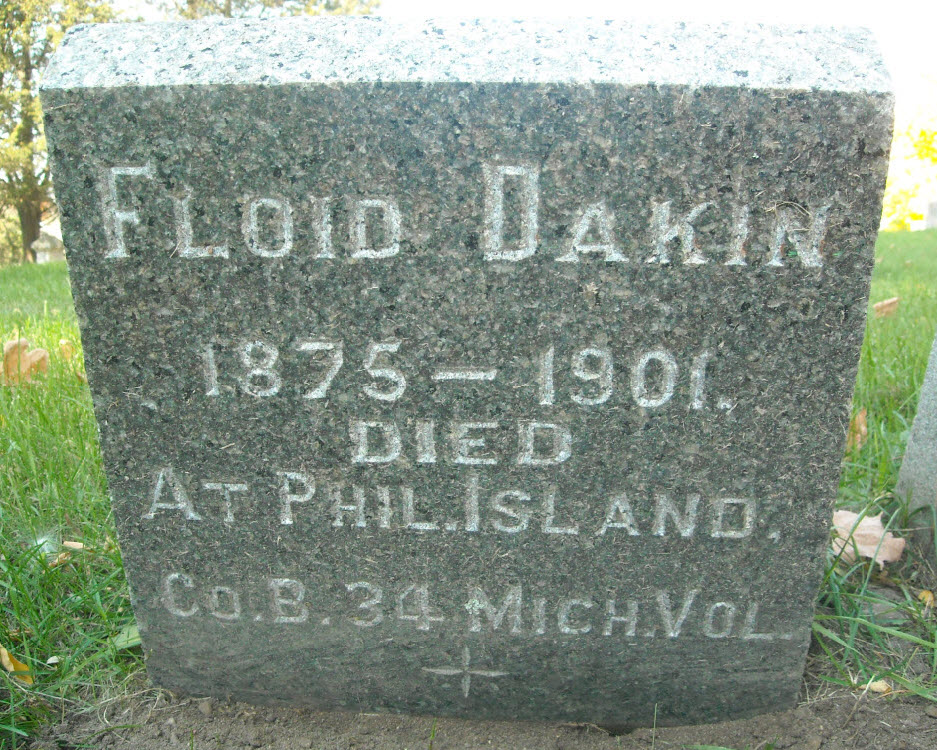 FLOID DAKIN
1875 — 1901.
DIED
AT PHIL. ISLAND,
CO. B. 34 MICH. VOL.